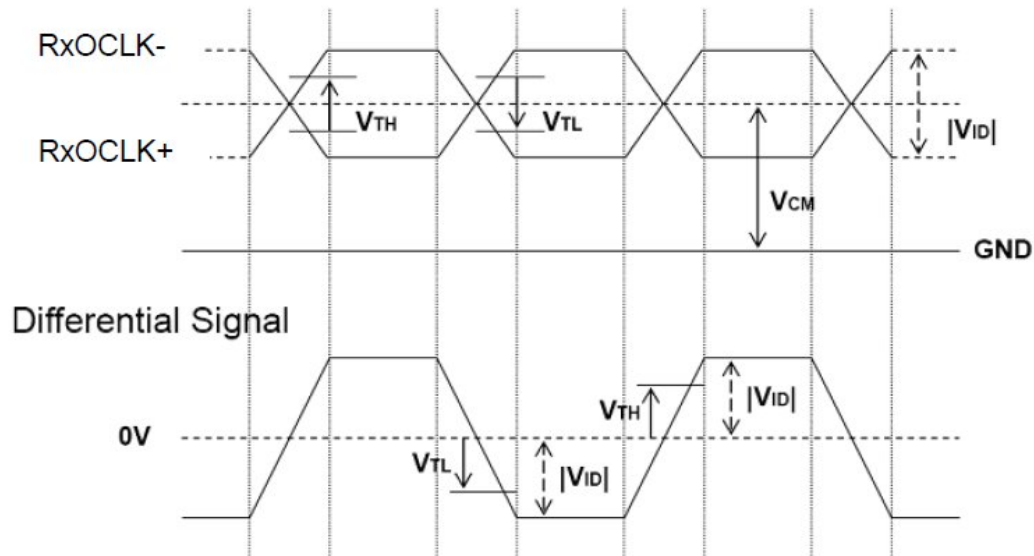 RxOCLK-
VTH
VTL
|VID|
RxOCLK+
VCM
GND
Differential Signal
VTH
|VID|
0V
VTL
|VID|